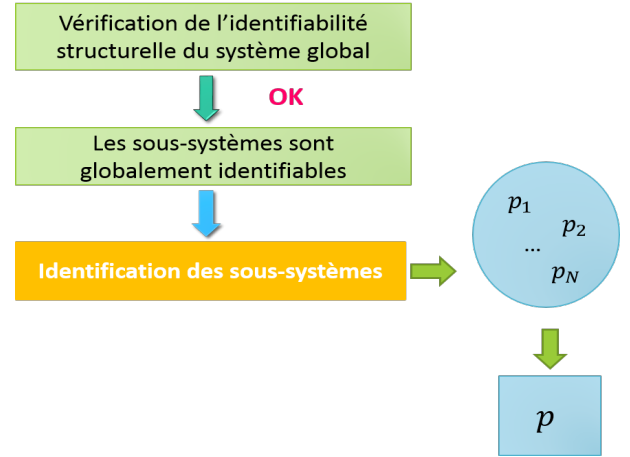 Vérification de l’identifiabilité
structurelle du système global
OK
Les sous-systèmes sont
globalement identifiables
Identification des sous-systèmes
p₁
p₂
...
p_N
p